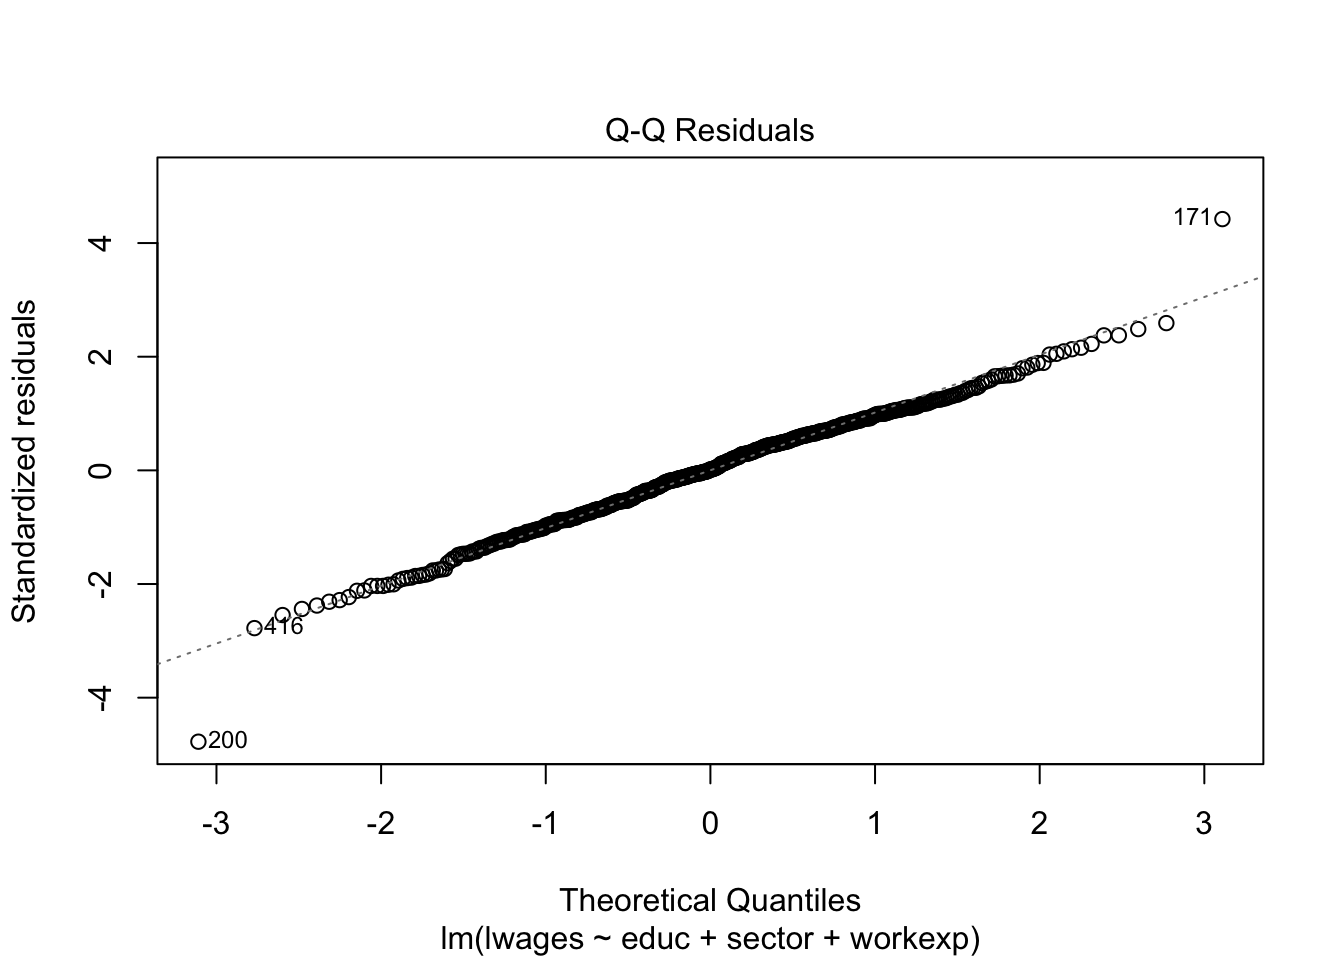 Q-Q Residuals
Standardized residuals
4
2
0
-2
-4
171
416
200
-3 -2 -1 0 1 2 3
Theoretical Quantiles
lm(lwages ~ educ + sector + workexp)